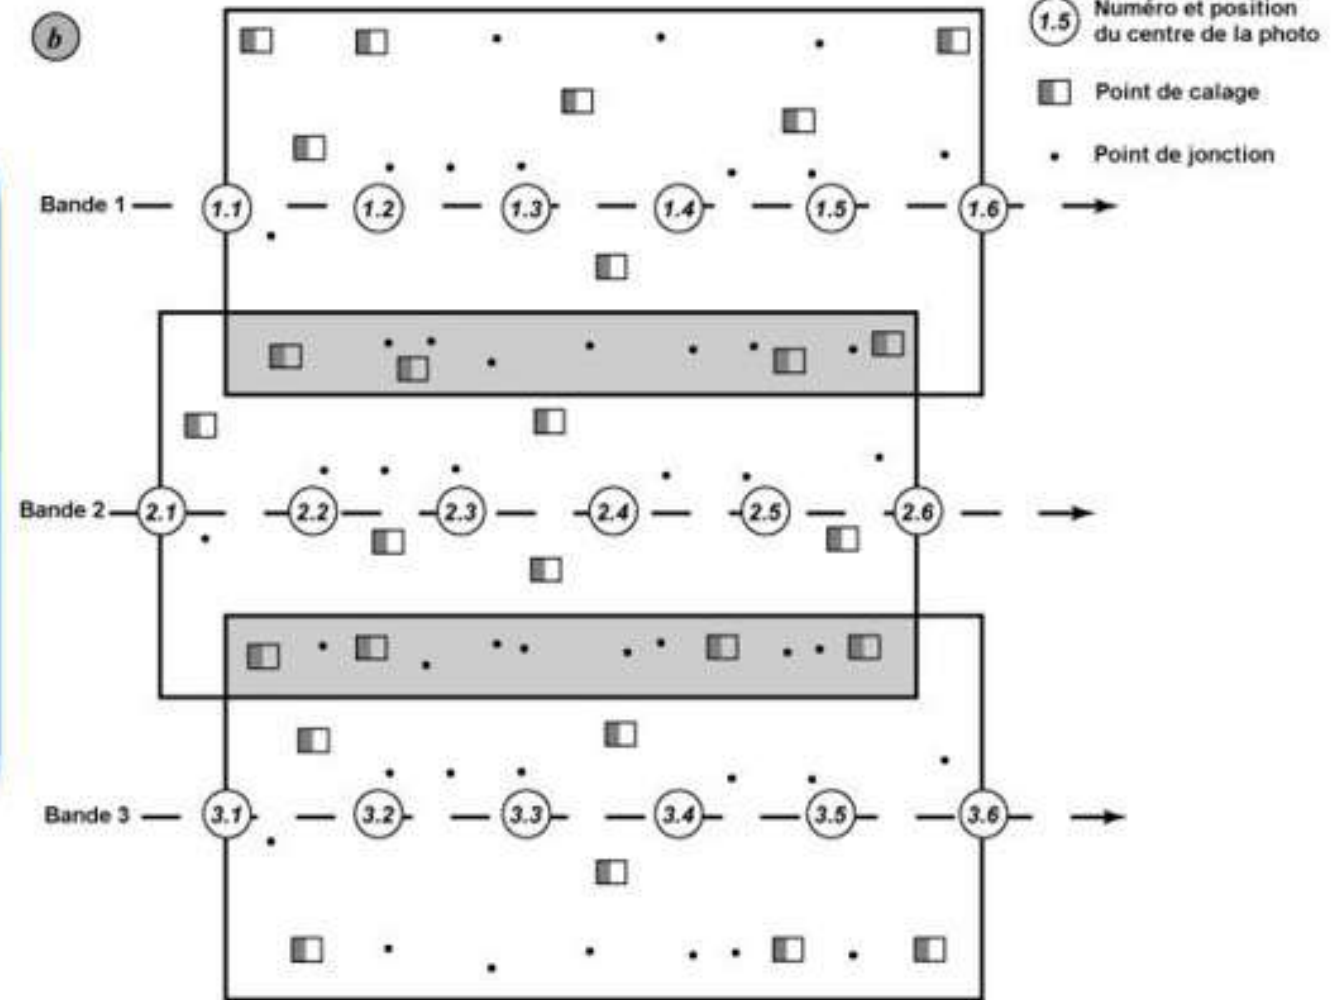 b
1.5
Numéro et position
du centre de la photo
Point de calage
Point de jonction
Bande 1
1.1
1.2
1.3
1.4
1.5
1.6
Bande 2
2.1
2.2
2.3
2.4
2.5
2.6
Bande 3
3.1
3.2
3.3
3.4
3.5
3.6